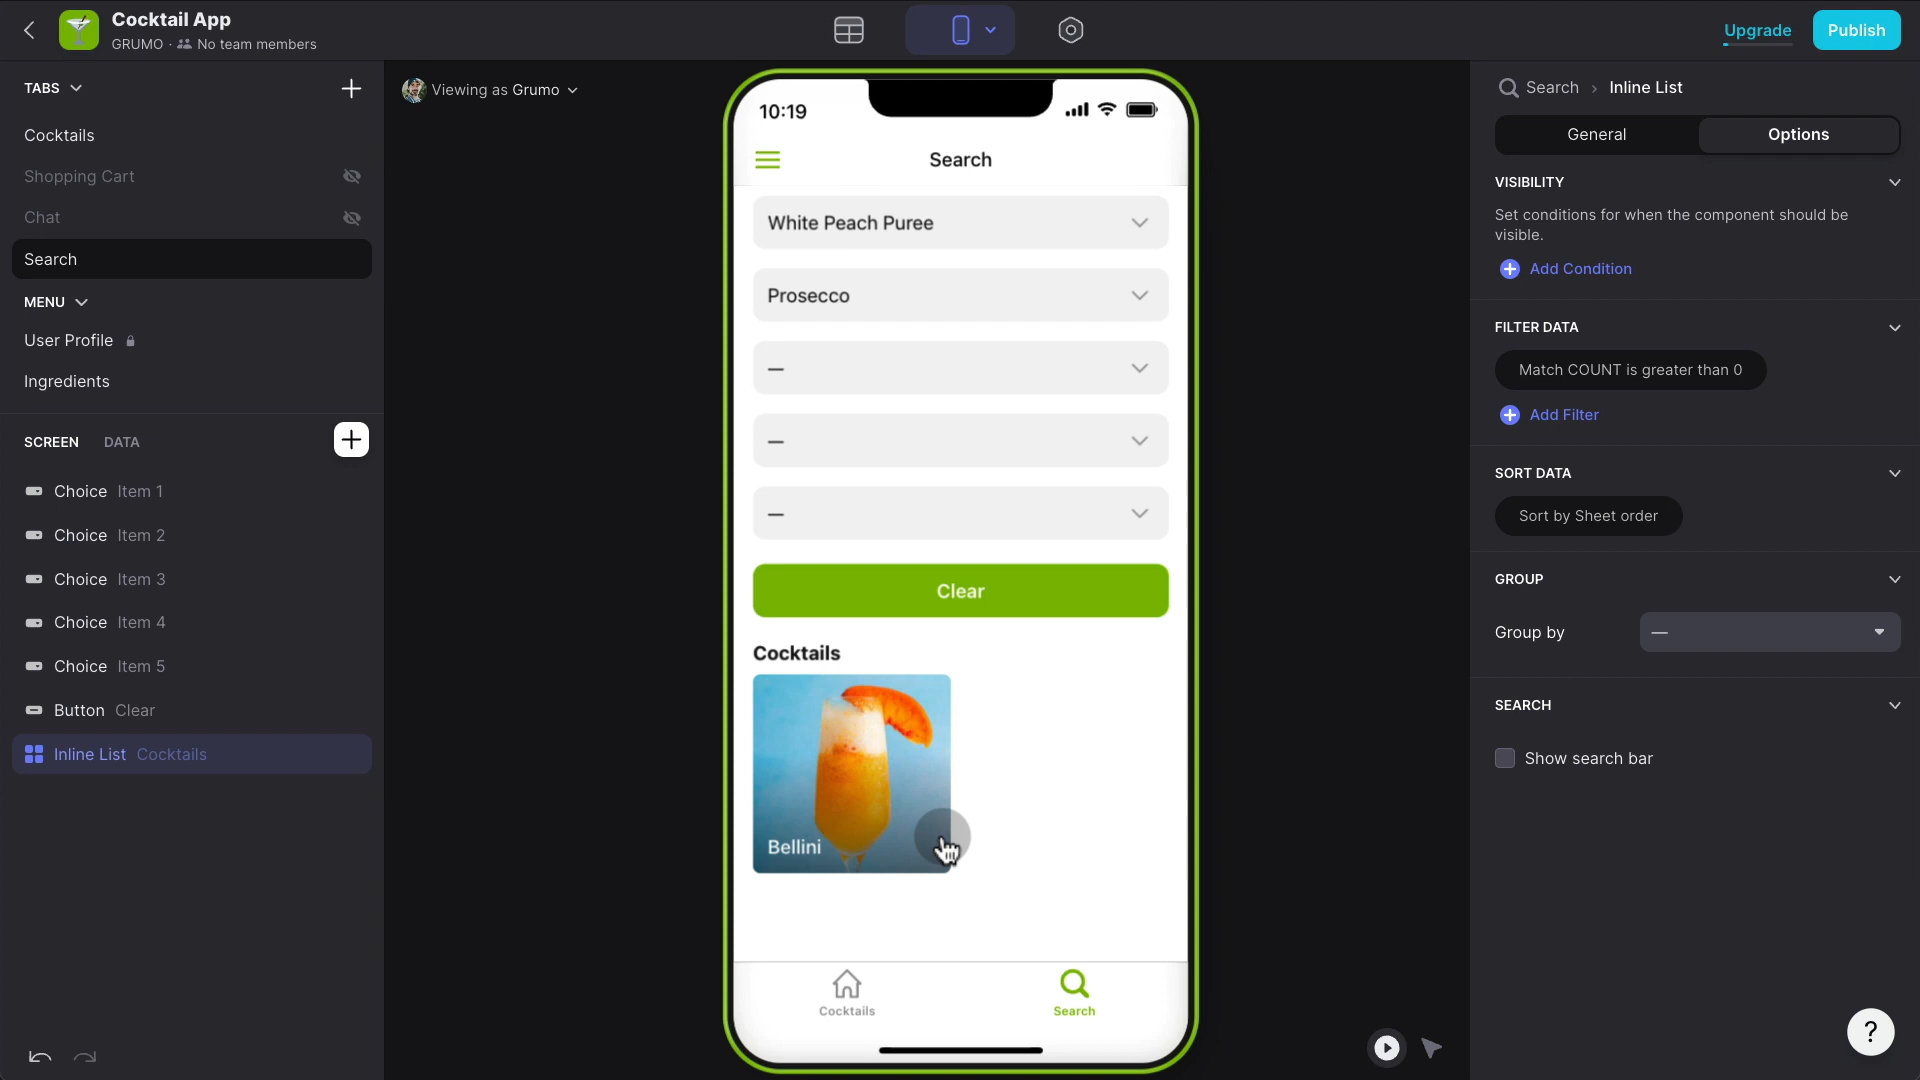 Cocktail App
GRUMO · No team members
Upgrade
Publish
TABS
Cocktails
Shopping Cart
Chat
Search
MENU
User Profile
Ingredients
SCREEN
DATA
Choice Item 1
Choice Item 2
Choice Item 3
Choice Item 4
Choice Item 5
Button Clear
Inline List Cocktails
Viewing as Grumo
10:19
Search
White Peach Puree
Prosecco
—
—
—
Clear
Cocktails
Bellini
Cocktails
Search
Search › Inline List
General
Options
VISIBILITY
Set conditions for when the component should be
visible.
Add Condition
FILTER DATA
Match COUNT is greater than 0
Add Filter
SORT DATA
Sort by Sheet order
GROUP
Group by
—
SEARCH
Show search bar
?